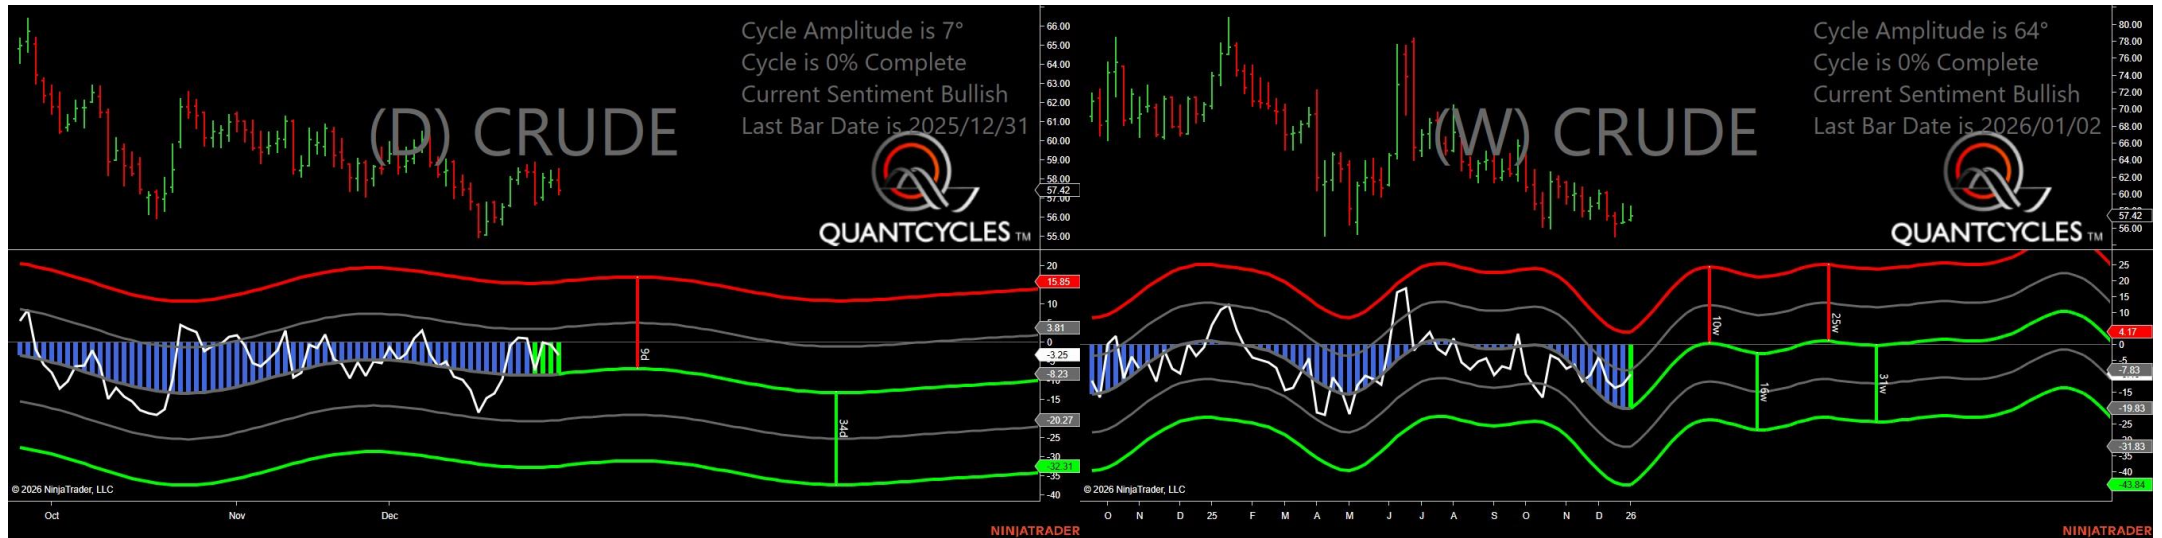 Cycle Amplitude is 7°
Cycle is 0% Complete
Current Sentiment Bullish
Last Bar Date is 2025/12/31
(D) CRUDE
QUANTCYCLES TM
66.00
65.00
64.00
63.00
62.00
61.00
60.00
59.00
58.00
57.42
57.00
56.00
55.00
20
15.85
10
3.81
0
-3.25
-8.23
-15
-20.27
-25
-32.31
-35
-40
9d
34d
© 2026 NinjaTrader, LLC
Oct Nov Dec
NINJATRADER
Cycle Amplitude is 64°
Cycle is 0% Complete
Current Sentiment Bullish
Last Bar Date is 2026/01/02
(W) CRUDE
QUANTCYCLES TM
80.00
78.00
76.00
74.00
72.00
70.00
68.00
66.00
64.00
62.00
60.00
57.42
56.00
25
20
15
10
4.17
0
-5
-7.83
-15
-19.83
-25
-31.83
-35
-40
-43.84
10w
25w
16w
31w
© 2026 NinjaTrader, LLC
O N D 25 F M A M J J A S O N D 26
NINJATRADER